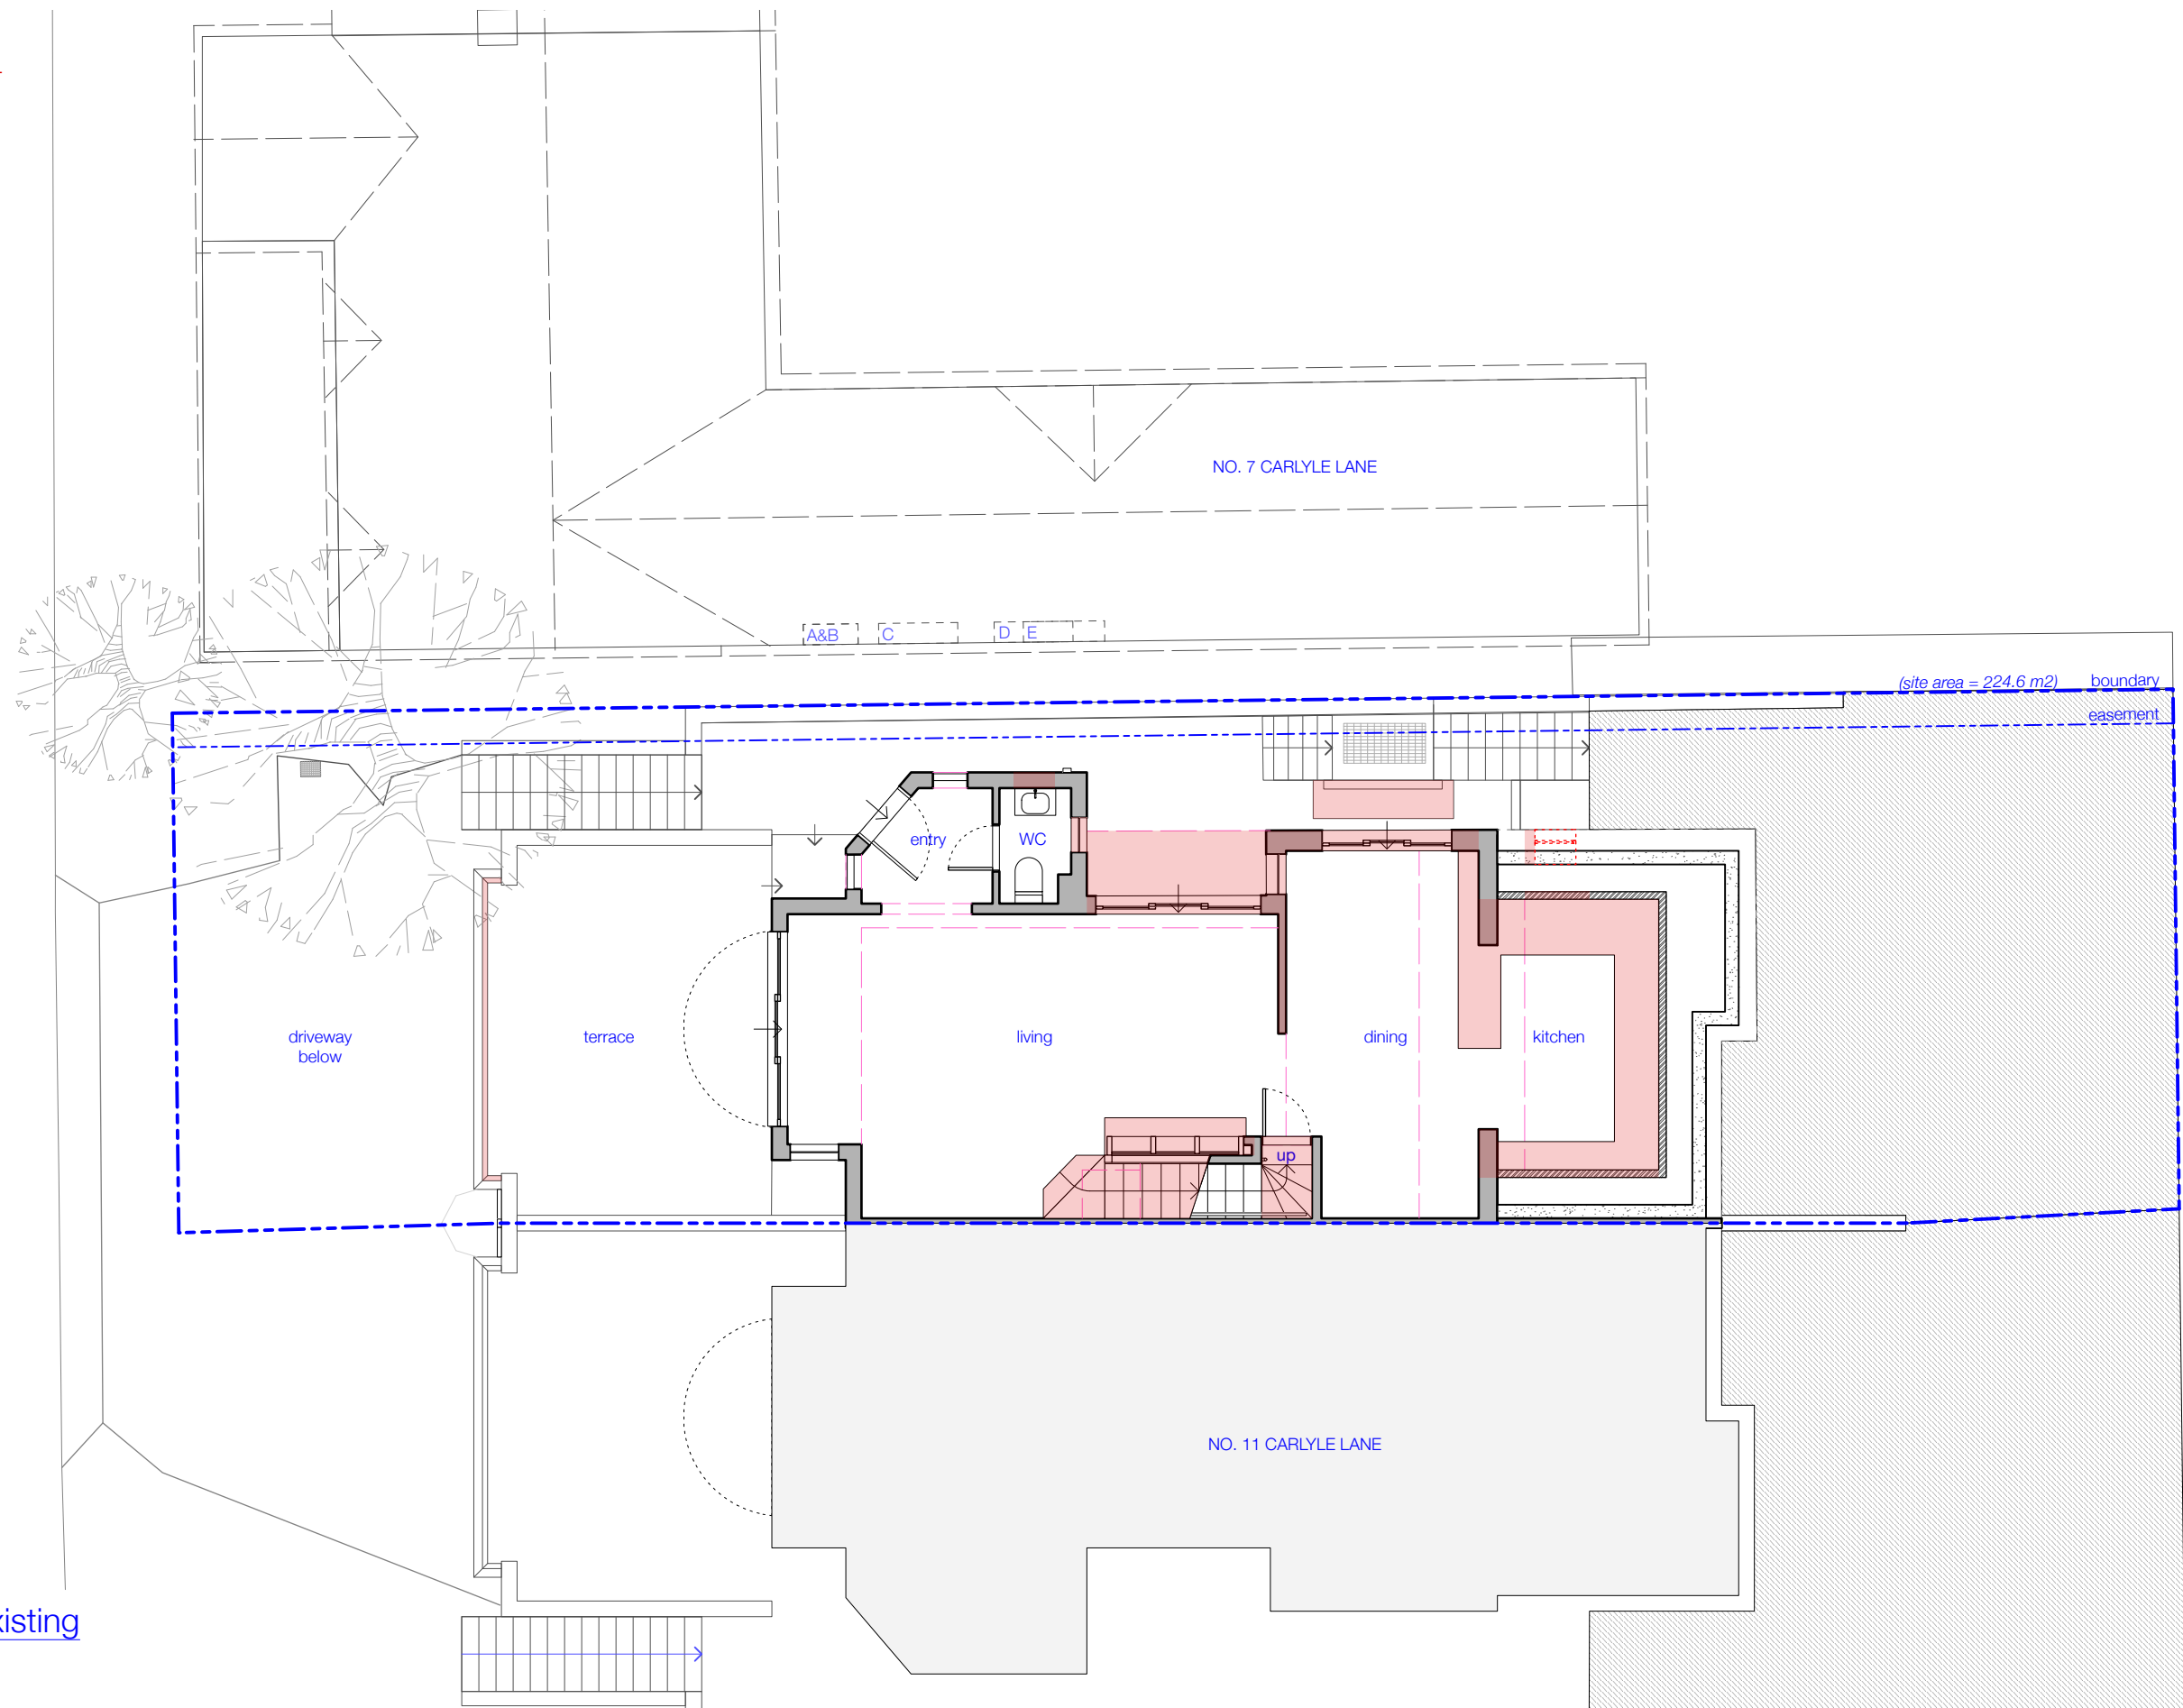 NO. 7 CARLYLE LANE
A&B
C
D
E
(site area = 224.6 m2)
boundary
easement
entry
WC
driveway
below
terrace
living
dining
kitchen
up
NO. 11 CARLYLE LANE